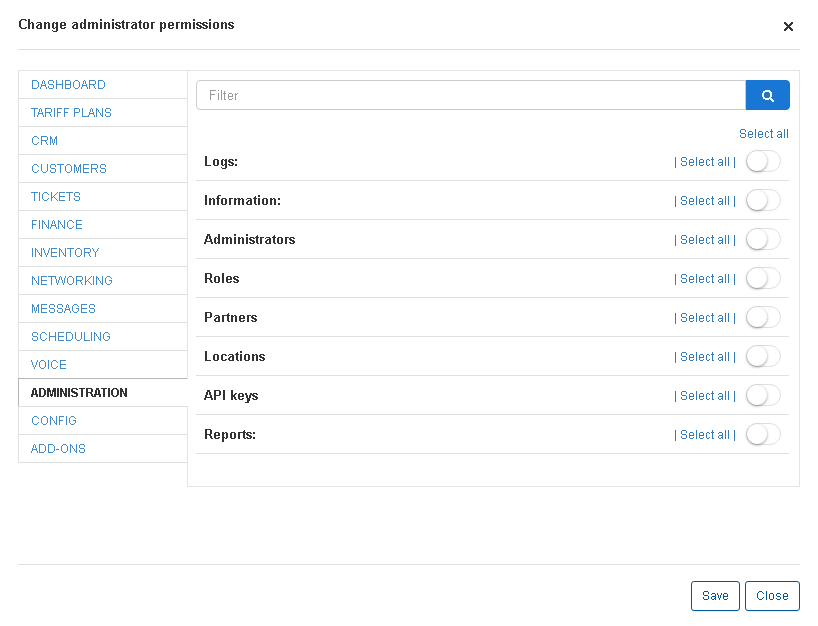 Change administrator permissions
×
DASHBOARD
TARIFF PLANS
CRM
CUSTOMERS
TICKETS
FINANCE
INVENTORY
NETWORKING
MESSAGES
SCHEDULING
VOICE
ADMINISTRATION
CONFIG
ADD-ONS
Filter
Select all
Logs: | Select all |
Information: | Select all |
Administrators | Select all |
Roles | Select all |
Partners | Select all |
Locations | Select all |
API keys | Select all |
Reports: | Select all |
Save Close